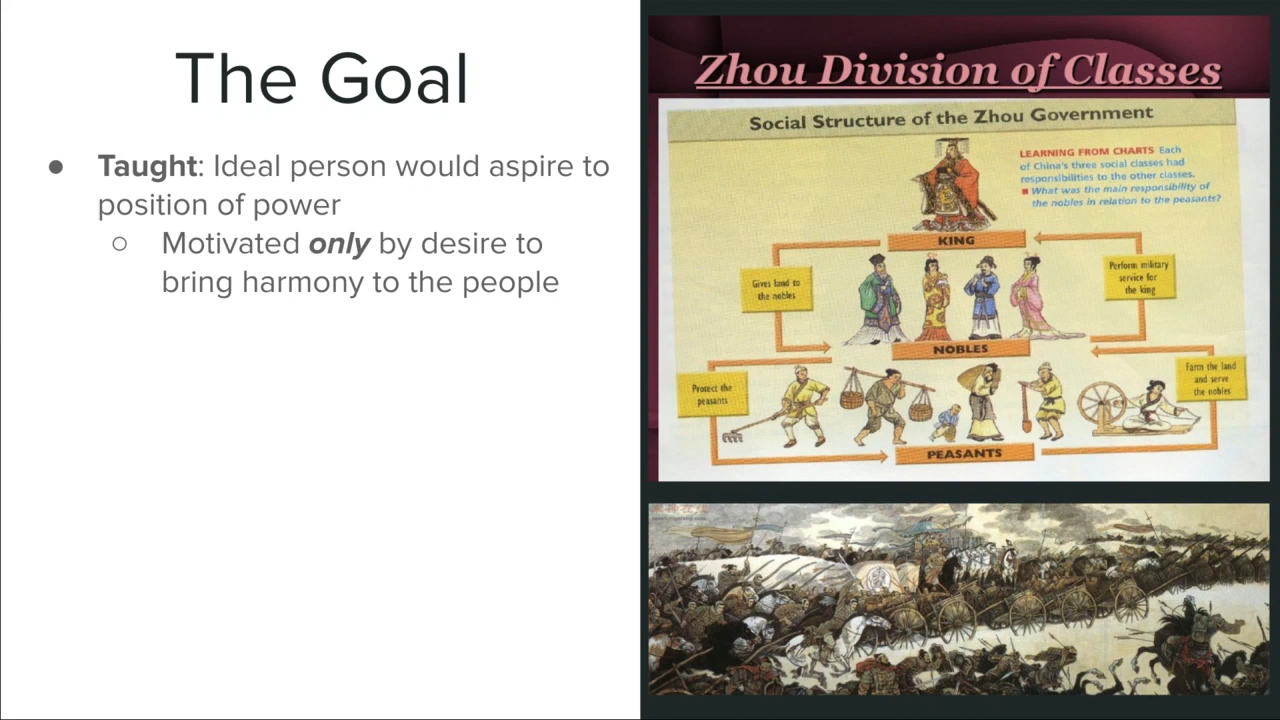 The Goal
● Taught: Ideal person would aspire to
position of power
○ Motivated only by desire to
bring harmony to the people
Zhou Division of Classes
Social Structure of the Zhou Government
LEARNING FROM CHARTS Each
of China's three social classes had
responsibilities to the other classes.
■ What was the main responsibility of
the nobles in relation to the peasants?
KING
Gives land to
the nobles
Perform military
service for
the king
NOBLES
Protect the
peasants
Farm the land
and serve
the nobles
PEASANTS